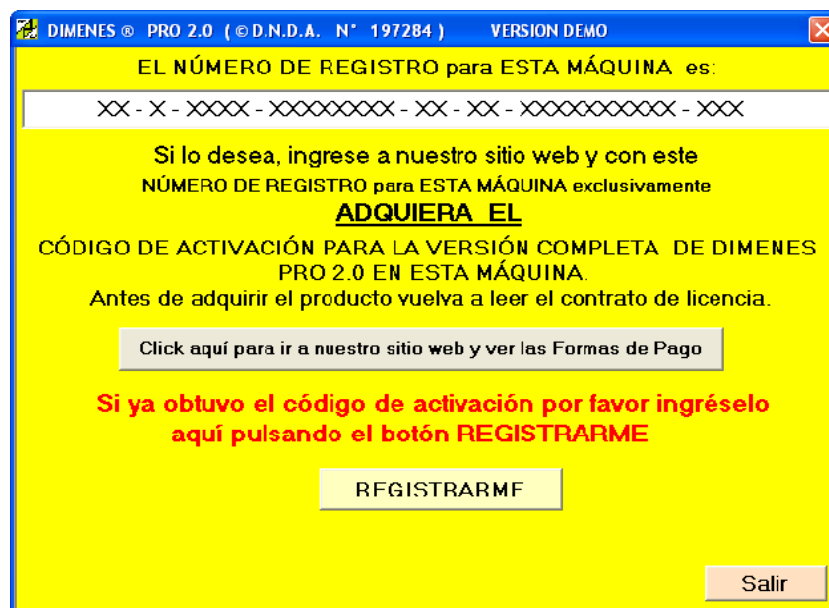 DIMENES ® PRO 2.0 ( © D.N.D.A. N° 197284 ) VERSION DEMO
EL NÚMERO DE REGISTRO para ESTA MÁQUINA es:
XX - X - XXXX - XXXXXXXX - XX - XX - XXXXXXXXXX - XXX
Si lo desea, ingrese a nuestro sitio web y con este
NÚMERO DE REGISTRO para ESTA MÁQUINA exclusivamente
ADQUIERA EL
CÓDIGO DE ACTIVACIÓN PARA LA VERSIÓN COMPLETA DE DIMENES
PRO 2.0 EN ESTA MÁQUINA.
Antes de adquirir el producto vuelva a leer el contrato de licencia.
Click aquí para ir a nuestro sitio web y ver las Formas de Pago
Si ya obtuvo el código de activación por favor ingréselo
aquí pulsando el botón REGISTRARME
REGISTRARME
Salir